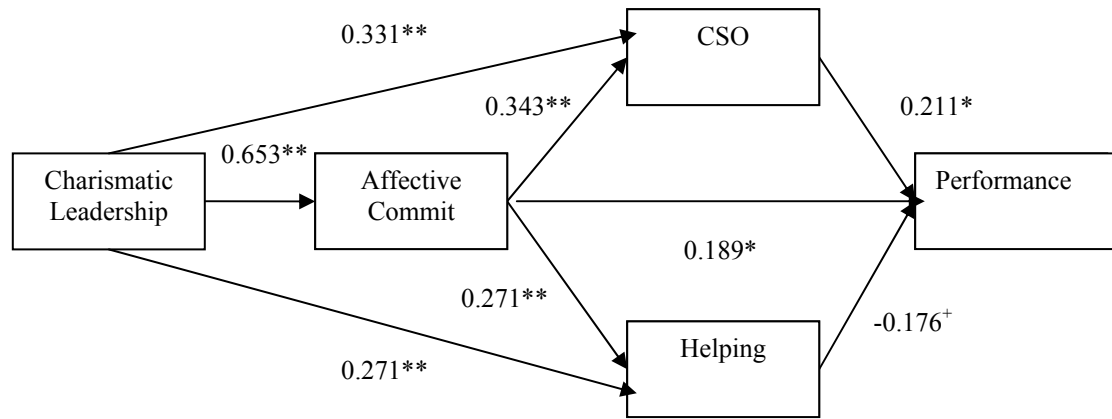 0.331**
CSO
0.343**
0.211*
0.653**
Charismatic
Leadership
Affective
Commit
Performance
0.189*
0.271**
-0.176+
Helping
0.271**